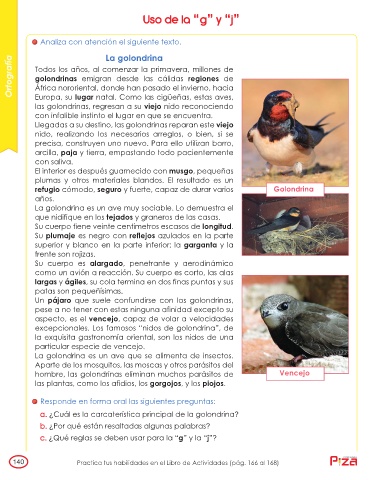 Uso de la “g” y “j”
Ortografía
Analiza con atención el siguiente texto.
La golondrina
Todos los años, al comenzar la primavera, millones de
golondrinas emigran desde las cálidas regiones de
África nororiental, donde han pasado el invierno, hacia
Europa, su lugar natal. Como las cigüeñas, estas aves,
las golondrinas, regresan a su viejo nido reconociendo
con infalible instinto el lugar en que se encuentra.
Llegadas a su destino, las golondrinas reparan este viejo
nido, realizando los necesarios arreglos, o bien, si se
precisa, construyen uno nuevo. Para ello utilizan barro,
arcilla, paja y tierra, empastando todo pacientemente
con saliva.
El interior es después guarnecido con musgo, pequeñas
plumas y otros materiales blandos. El resultado es un
refugio cómodo, seguro y fuerte, capaz de durar varios
años.
La golondrina es un ave muy sociable. Lo demuestra el
que nidifique en los tejados y graneros de las casas.
Su cuerpo tiene veinte centímetros escasos de longitud.
Su plumaje es negro con reflejos azulados en la parte
superior y blanco en la parte inferior; la garganta y la
frente son rojizas.
Su cuerpo es alargado, penetrante y aerodinámico
como un avión a reacción. Su cuerpo es corto, las alas
largas y ágiles, su cola termina en dos finas puntas y sus
patas son pequeñísimas.
Un pájaro que suele confundirse con las golondrinas,
pese a no tener con estas ninguna afinidad excepto su
aspecto, es el vencejo, capaz de volar a velocidades
excepcionales. Los famosos “nidos de golondrina”, de
la exquisita gastronomía oriental, son los nidos de una
particular especie de vencejo.
La golondrina es un ave que se alimenta de insectos.
Aparte de los mosquitos, las moscas y otros parásitos del
hombre, las golondrinas eliminan muchos parásitos de
las plantas, como los afidios, los gorgojos, y los piojos.
Golondrina
Vencejo
Responde en forma oral las siguientes preguntas:
a. ¿Cuál es la característica principal de la golondrina?
b. ¿Por qué están resaltadas algunas palabras?
c. ¿Qué reglas se deben usar para la “g” y la “j”?
140
Practica tus habilidades en el Libro de Actividades (pág. 166 al 168)
Piza